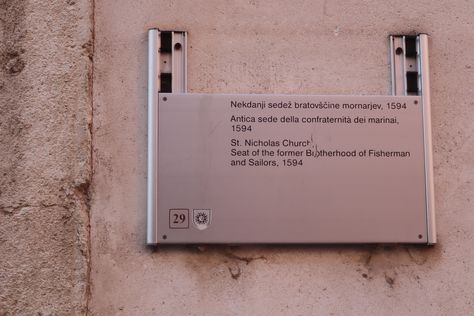 Nekdanji sedež bratovščine mornarjev, 1594
Antica sede della confraternità dei marinai,
1594
St. Nicholas Church,
Seat of the former Brotherhood of Fisherman
and Sailors, 1594
29